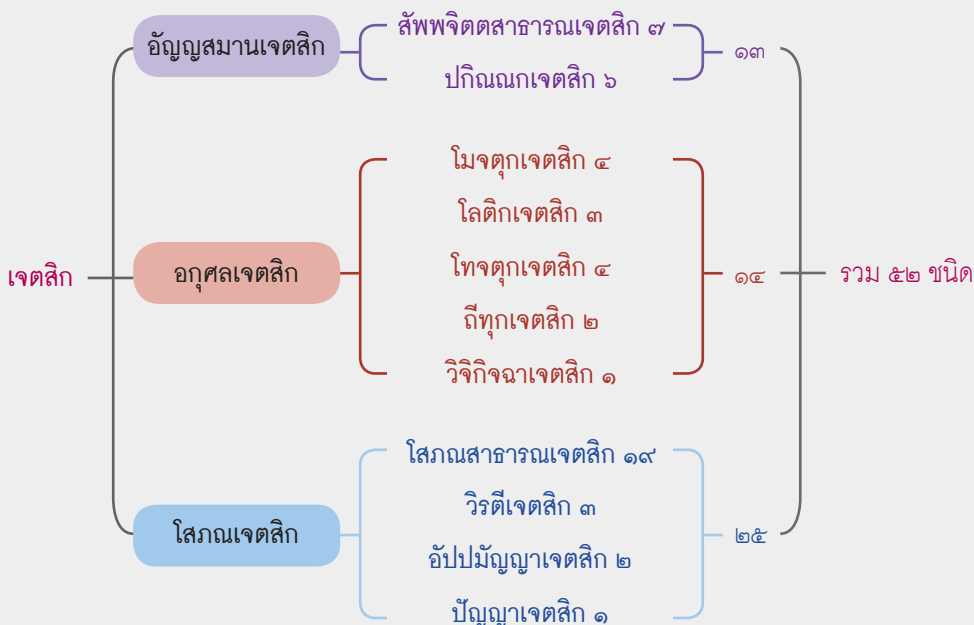 เจตสิก
อัญญสมานเจตสิก
สัพพจิตตสาธารณเจตสิก ๗
ปกิณณกเจตสิก ๖
๑๓
อกุศลเจตสิก
โมจตุกเจตสิก ๔
โลติกเจตสิก ๓
โทจตุกเจตสิก ๔
ถีทุกเจตสิก ๒
วิจิกิจฉาเจตสิก ๑
๑๔
โสภณเจตสิก
โสภณสาธารณเจตสิก ๑๙
วิรตีเจตสิก ๓
อัปปมัญญาเจตสิก ๒
ปัญญาเจตสิก ๑
๒๕
รวม ๕๒ ชนิด